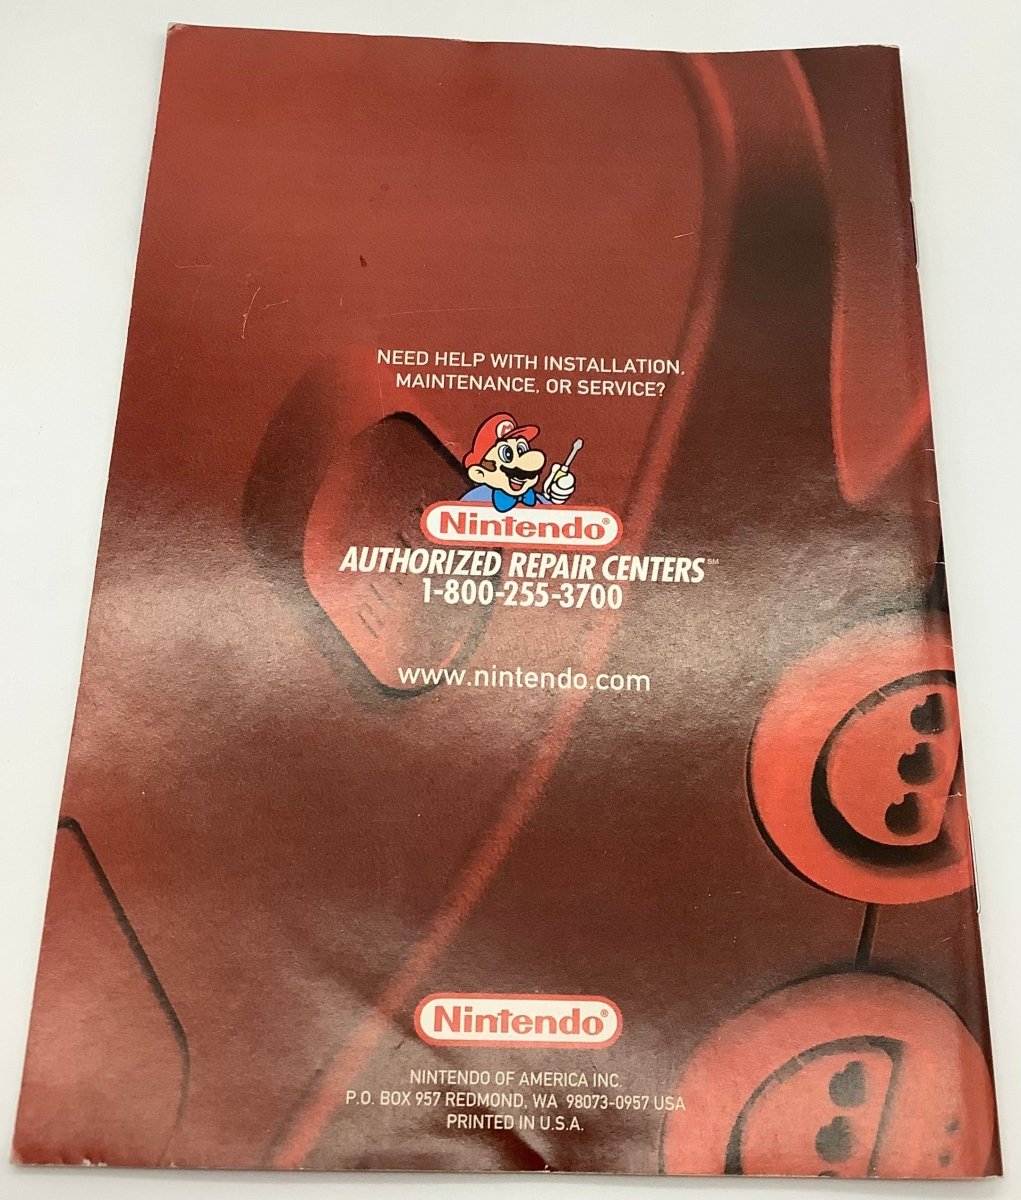 NEED HELP WITH INSTALLATION,
MAINTENANCE, OR SERVICE?
M
Nintendo®
AUTHORIZED REPAIR CENTERS℠
1-800-255-3700
www.nintendo.com
Nintendo®
NINTENDO OF AMERICA INC.
P.O. BOX 957 REDMOND, WA 98073-0957 USA
PRINTED IN U.S.A.